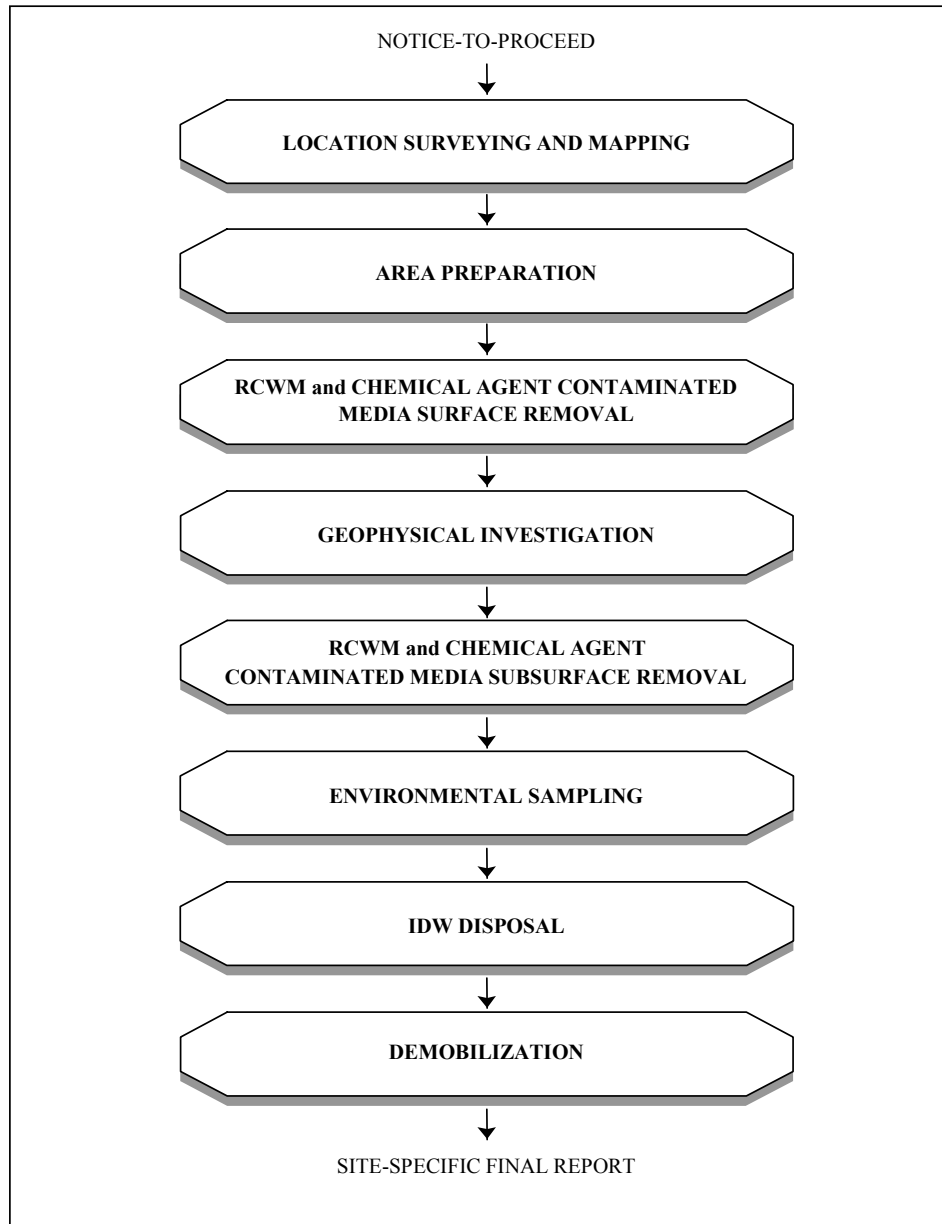 NOTICE-TO-PROCEED
LOCATION SURVEYING AND MAPPING
AREA PREPARATION
RCWM and CHEMICAL AGENT CONTAMINATED
MEDIA SURFACE REMOVAL
GEOPHYSICAL INVESTIGATION
RCWM and CHEMICAL AGENT
CONTAMINATED MEDIA SUBSURFACE REMOVAL
ENVIRONMENTAL SAMPLING
IDW DISPOSAL
DEMOBILIZATION
SITE-SPECIFIC FINAL REPORT